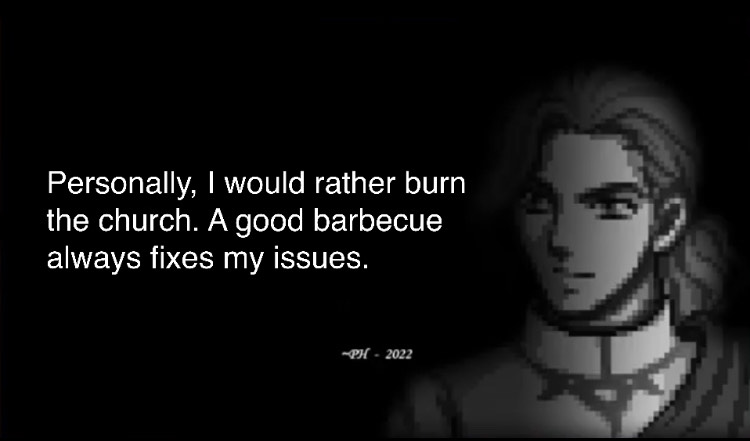 Personally, I would rather burn
the church. A good barbecue
always fixes my issues.
~PH - 2022